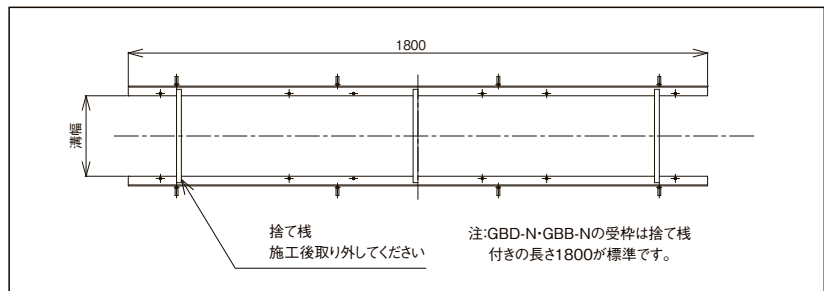 1800
溝幅
捨て桟
施工後取り外してください
注:GBD-N・GBB-Nの受枠は捨て桟
付きの長さ1800が標準です。